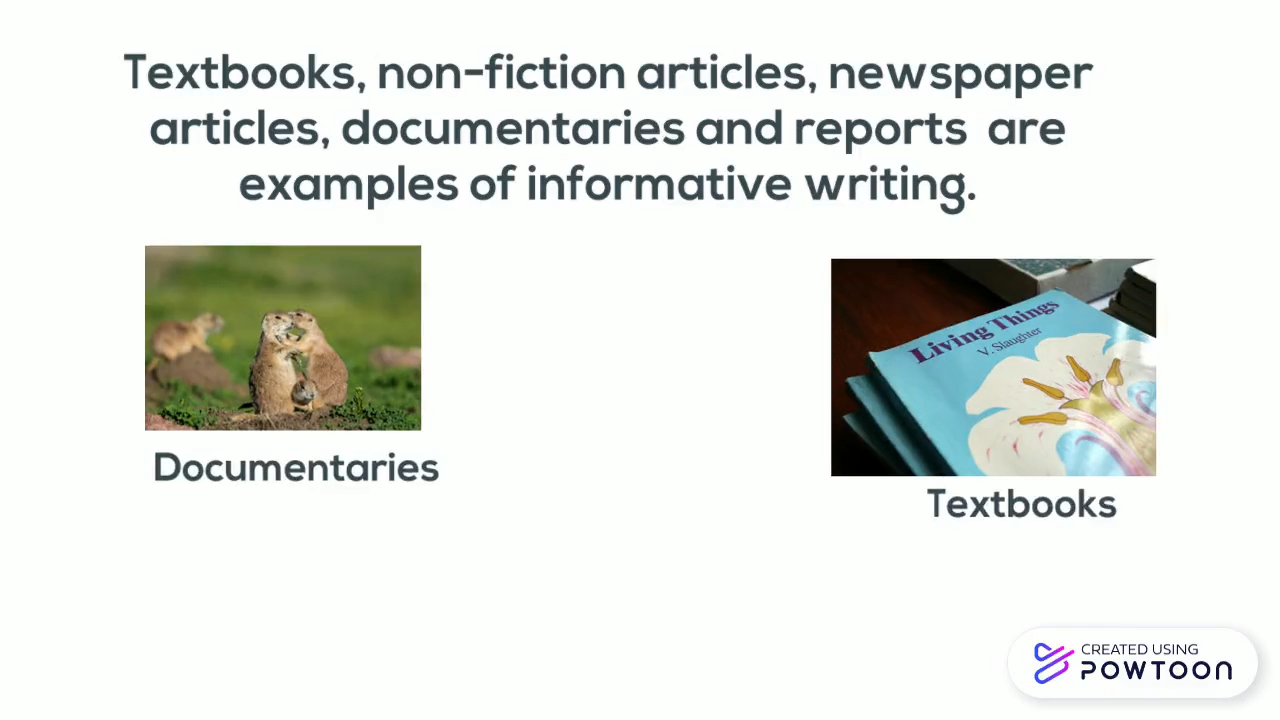 Textbooks, non-fiction articles, newspaper
articles, documentaries and reports are
examples of informative writing.
Living Things
V. Slaughter
Documentaries
Textbooks
CREATED USING
POWTOON